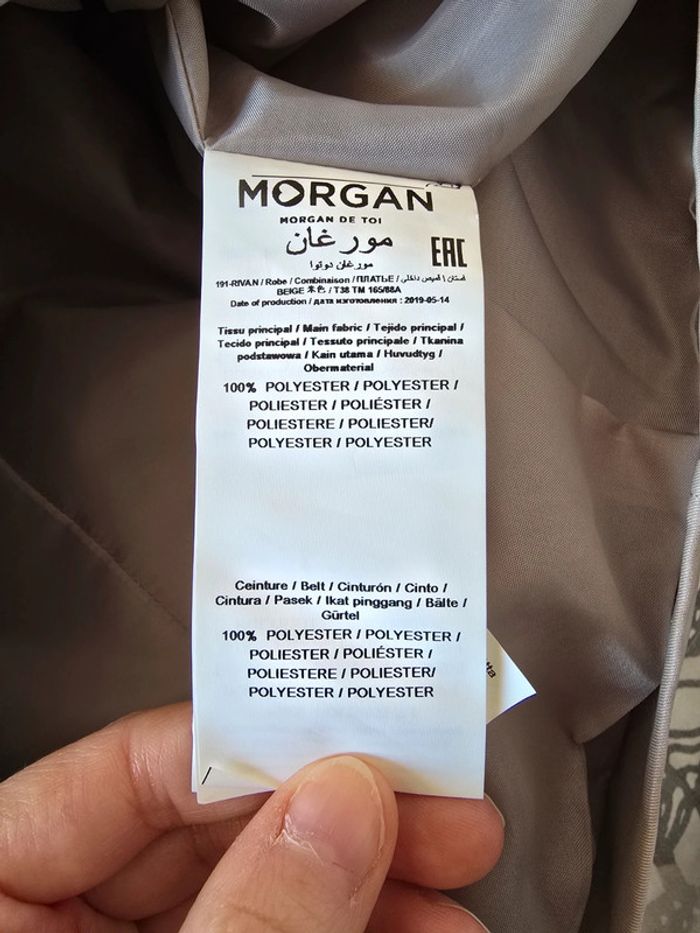 MORGAN
MORGAN DE TOI
مورغان
EAC
مورغان دوتوا
191-RIVAN / Robe / Combinaison / ПЛАТЬЕ / فستان / قميص داخلي
BEIGE 米色 / T38 TM 165/88A
Date of production / дата изготовления : 2019-05-14
Tissu principal / Main fabric / Tejido principal /
Tecido principal / Tessuto principale / Tkanina
podstawowa / Kain utama / Huvudtyg /
Obermaterial
100% POLYESTER / POLYESTER /
POLIESTER / POLIÉSTER /
POLIESTERE / POLIESTER/
POLYESTER / POLYESTER
Ceinture / Belt / Cinturón / Cinto /
Cintura / Pasek / Ikat pinggang / Bälte /
Gürtel
100% POLYESTER / POLYESTER /
POLIESTER / POLIÉSTER /
POLIESTERE / POLIESTER/
POLYESTER / POLYESTER